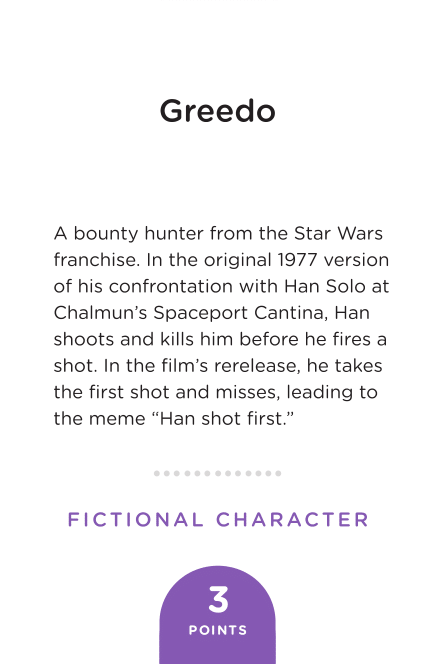 Greedo
A bounty hunter from the Star Wars
franchise. In the original 1977 version
of his confrontation with Han Solo at
Chalmun’s Spaceport Cantina, Han
shoots and kills him before he fires a
shot. In the film’s rerelease, he takes
the first shot and misses, leading to
the meme “Han shot first.”
FICTIONAL CHARACTER
3
POINTS